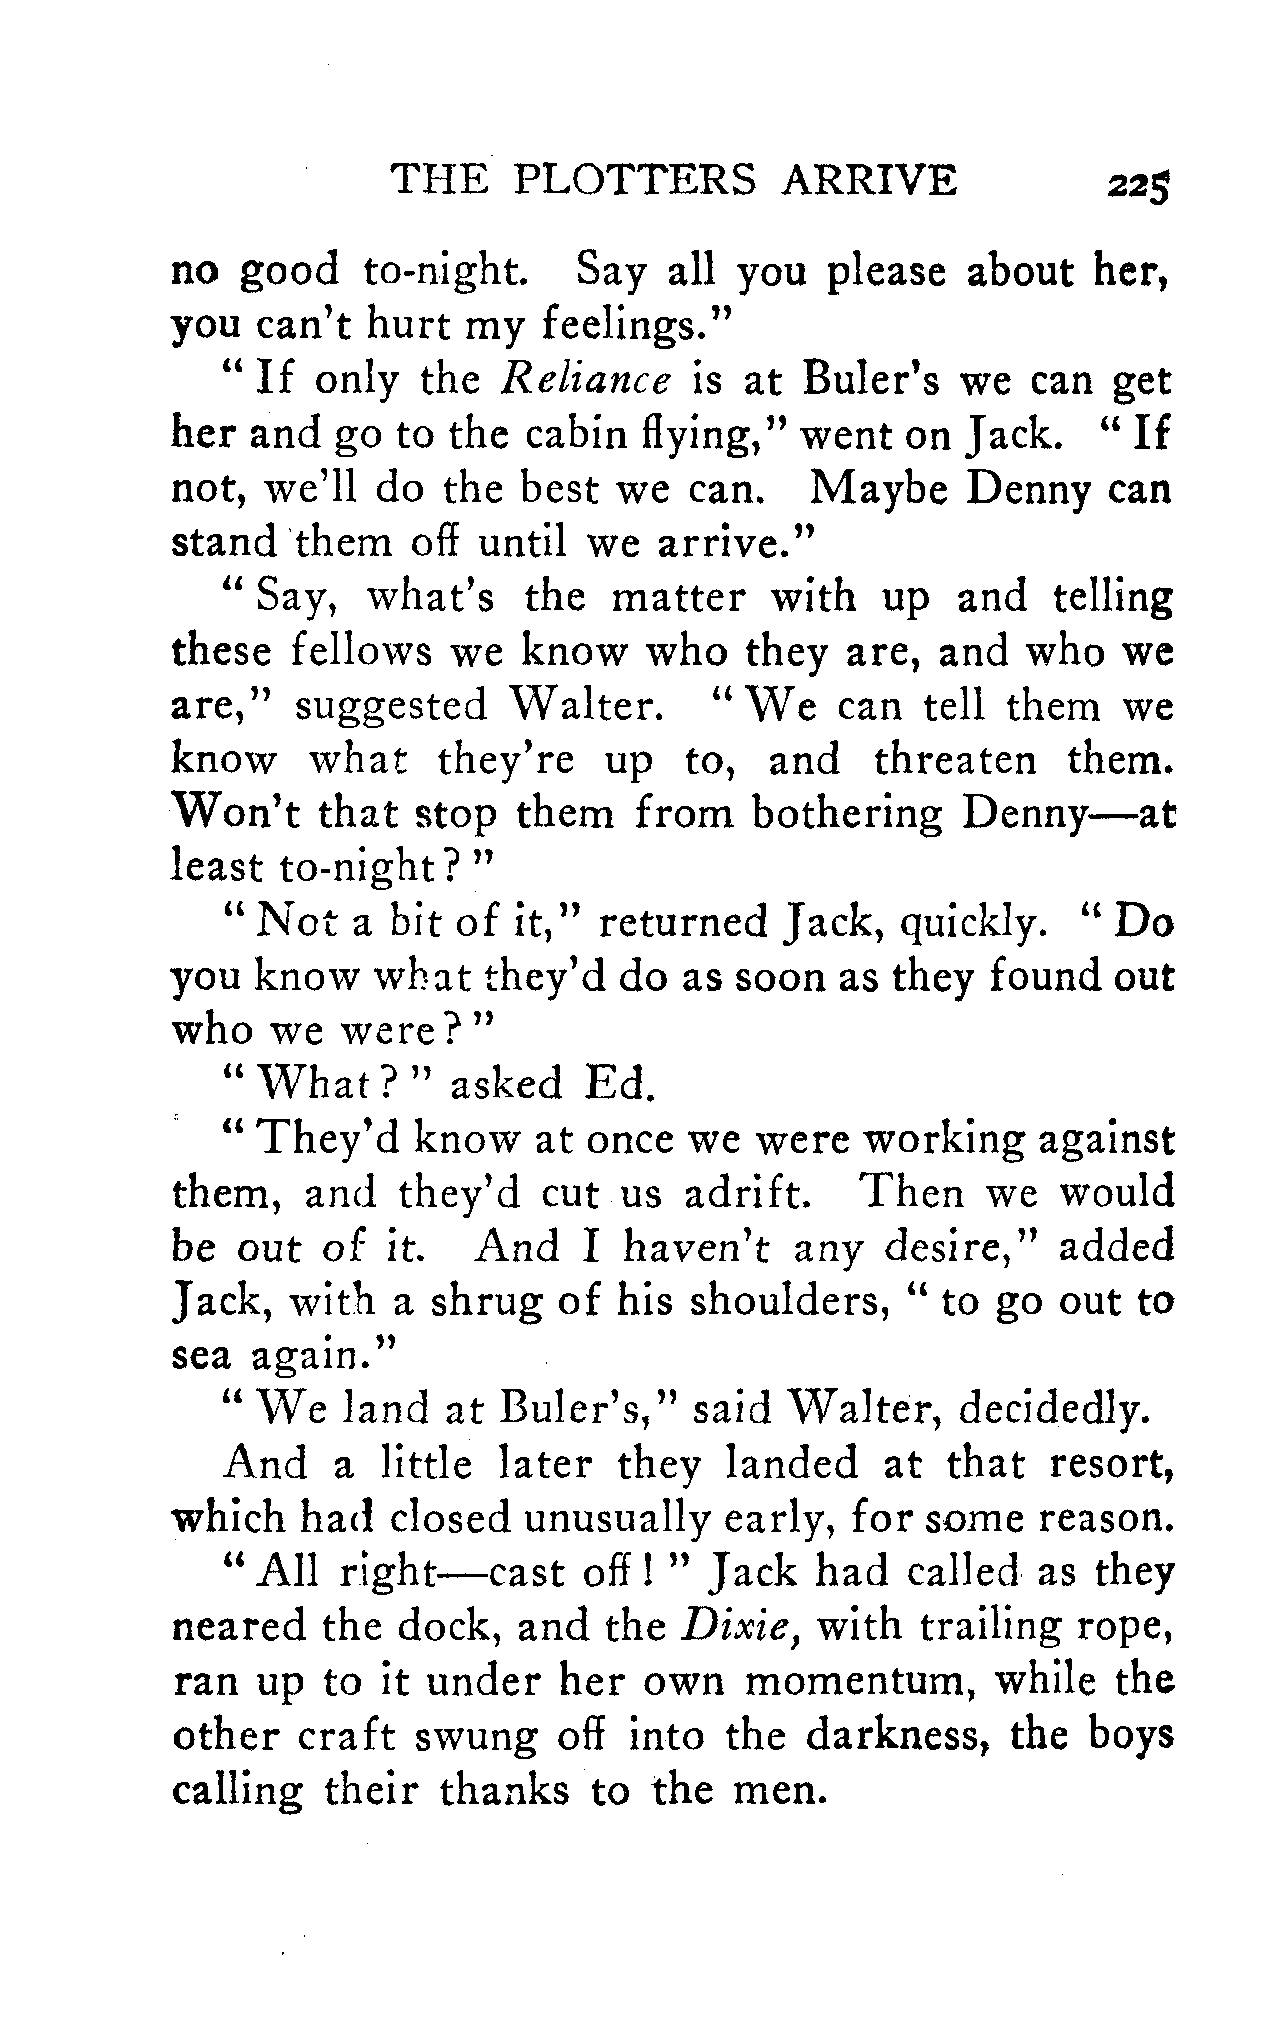 THE PLOTTERS ARRIVE 225
no good to-night. Say all you please about her,
you can't hurt my feelings."
" If only the Reliance is at Buler's we can get
her and go to the cabin flying," went on Jack. " If
not, we'll do the best we can. Maybe Denny can
stand them off until we arrive."
" Say, what's the matter with up and telling
these fellows we know who they are, and who we
are," suggested Walter. " We can tell them we
know what they're up to, and threaten them.
Won't that stop them from bothering Denny—at
least to-night? "
" Not a bit of it," returned Jack, quickly. " Do
you know what they'd do as soon as they found out
who we were? "
" What? " asked Ed.
" They'd know at once we were working against
them, and they'd cut us adrift. Then we would
be out of it. And I haven't any desire," added
Jack, with a shrug of his shoulders, " to go out to
sea again."
" We land at Buler's," said Walter, decidedly.
And a little later they landed at that resort,
which had closed unusually early, for some reason.
" All right—cast off! " Jack had called as they
neared the dock, and the Dixie, with trailing rope,
ran up to it under her own momentum, while the
other craft swung off into the darkness, the boys
calling their thanks to the men.